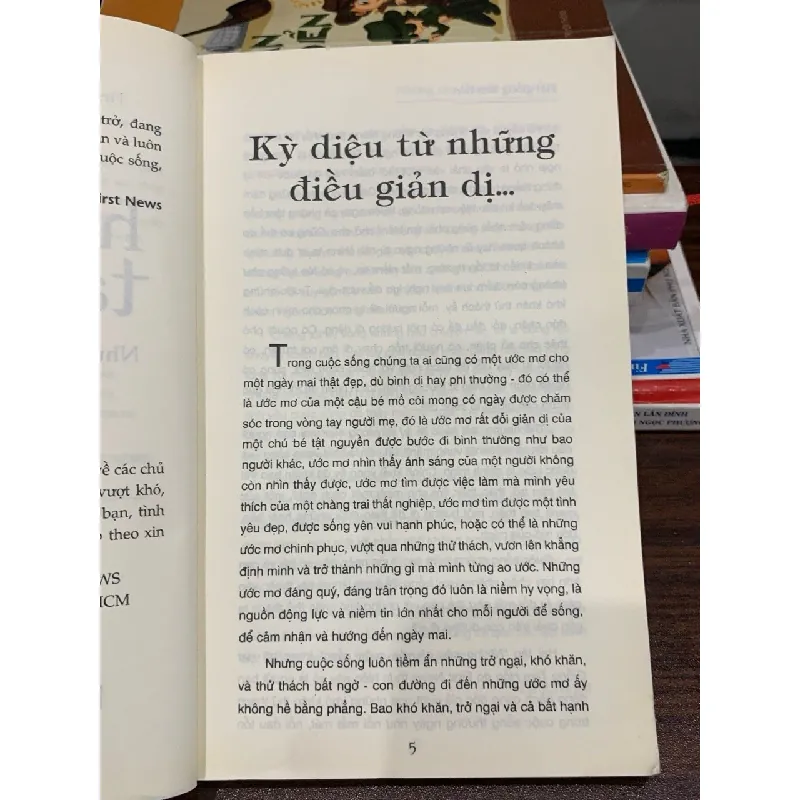 trở, đang
n và luôn
uộc sống,
irst News
h
ta
Nhu
ề các chủ
vượt khó,
bạn, tình
theo xin
WS
HCM
Kỳ diệu từ những
điều giản dị...
Trong cuộc sống chúng ta ai cũng có một ước mơ cho
một ngày mai thật đẹp, dù bình dị hay phi thường - đó có thể
là ước mơ của một cậu bé mồ côi mong có ngày được chăm
sóc trong vòng tay người mẹ, đó là ước mơ rất đỗi giản dị của
một chú bé tật nguyền được bước đi bình thường như bao
người khác, ước mơ nhìn thấy ánh sáng của một người không
còn nhìn thấy được, ước mơ tìm được việc làm mà mình yêu
thích của một chàng trai thất nghiệp, ước mơ tìm được một tình
yêu đẹp, được sống yên vui hạnh phúc, hoặc có thể là những
ước mơ chinh phục, vượt qua những thử thách, vươn lên khẳng
định mình và trở thành những gì mà mình từng ao ước. Những
ước mơ đáng quý, đáng trân trọng đó luôn là niềm hy vọng, là
nguồn động lực và niềm tin lớn nhất cho mỗi người để sống,
để cảm nhận và hướng đến ngày mai.
Nhưng cuộc sống luôn tiềm ẩn những trở ngại, khó khăn,
và thử thách bất ngờ - con đường đi đến những ước mơ ấy
không hề bằng phẳng. Bao khó khăn, trở ngại và cả bất hạnh
5
NHÀ XUẤT BẢN PHỤ N
Fir
N LÂN DŨNG
NGỌC PHƯƠNG